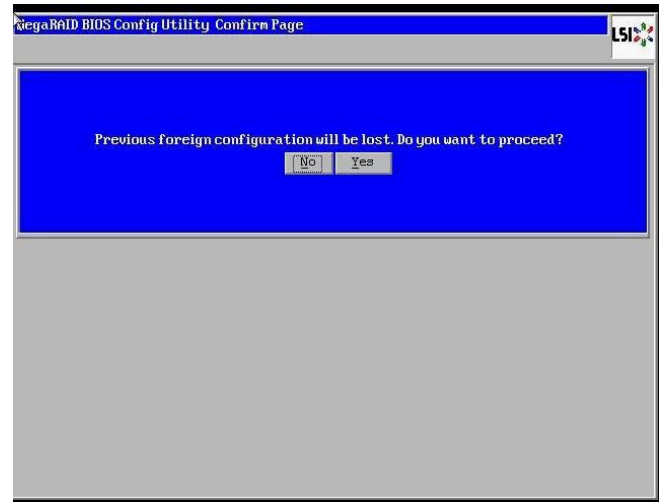 MegaRAID BIOS Config Utility Confirm Page
LSI
Previous foreign configuration will be lost. Do you want to proceed?
No Yes